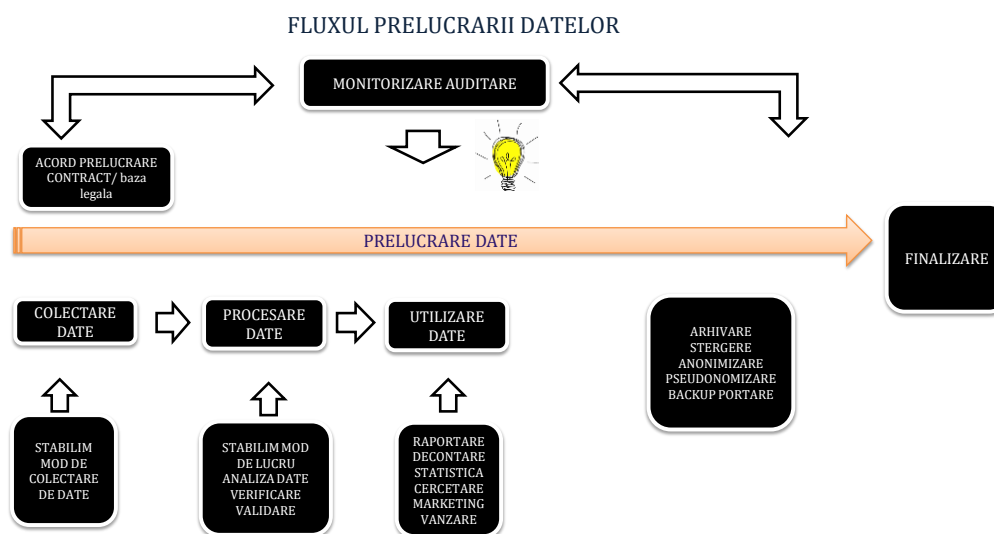 FLUXUL PRELUCRARII DATELOR
MONITORIZARE AUDITARE
ACORD PRELUCRARE
CONTRACT/ baza
legala
PRELUCRARE DATE
FINALIZARE
COLECTARE
DATE
PROCESARE
DATE
UTILIZARE
DATE
ARHIVARE
STERGERE
ANONIMIZARE
PSEUDONOMIZARE
BACKUP PORTARE
STABILIM
MOD DE
COLECTARE
DE DATE
STABILIM MOD
DE LUCRU
ANALIZA DATE
VERIFICARE
VALIDARE
RAPORTARE
DECONTARE
STATISTICA
CERCETARE
MARKETING
VANZARE